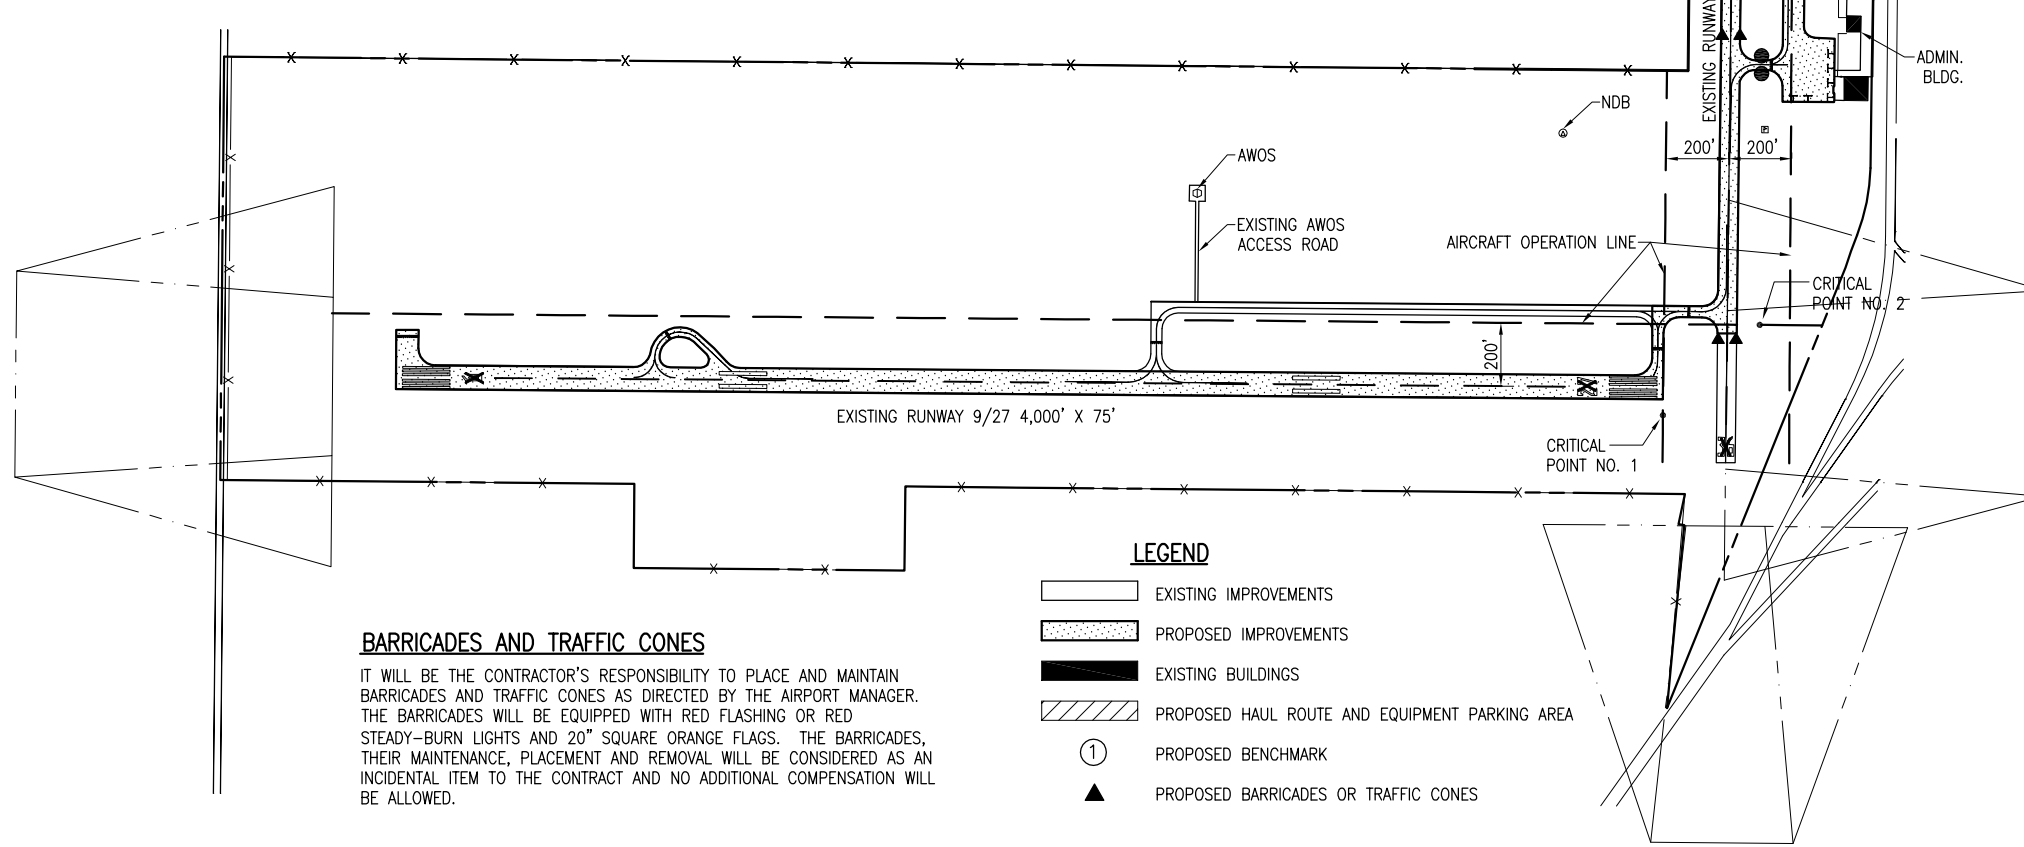 EXISTING RUNWAY
ADMIN.
BLDG.
NDB
200'
200'
AWOS
EXISTING AWOS
ACCESS ROAD
AIRCRAFT OPERATION LINE
CRITICAL
POINT NO. 2
200'
EXISTING RUNWAY 9/27 4,000' X 75'
CRITICAL
POINT NO. 1
LEGEND
EXISTING IMPROVEMENTS
PROPOSED IMPROVEMENTS
EXISTING BUILDINGS
PROPOSED HAUL ROUTE AND EQUIPMENT PARKING AREA
1 PROPOSED BENCHMARK
PROPOSED BARRICADES OR TRAFFIC CONES
BARRICADES AND TRAFFIC CONES
IT WILL BE THE CONTRACTOR'S RESPONSIBILITY TO PLACE AND MAINTAIN
BARRICADES AND TRAFFIC CONES AS DIRECTED BY THE AIRPORT MANAGER.
THE BARRICADES WILL BE EQUIPPED WITH RED FLASHING OR RED
STEADY-BURN LIGHTS AND 20" SQUARE ORANGE FLAGS. THE BARRICADES,
THEIR MAINTENANCE, PLACEMENT AND REMOVAL WILL BE CONSIDERED AS AN
INCIDENTAL ITEM TO THE CONTRACT AND NO ADDITIONAL COMPENSATION WILL
BE ALLOWED.